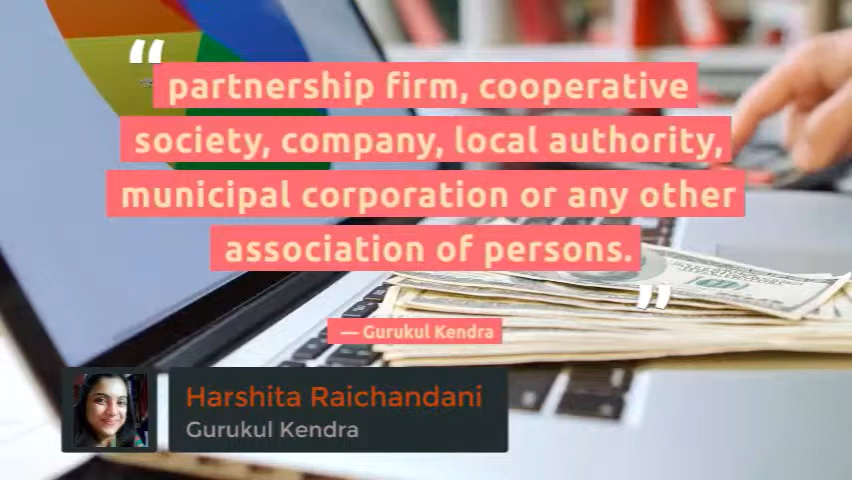 “
partnership firm, cooperative
society, company, local authority,
municipal corporation or any other
association of persons.
”
— Gurukul Kendra
Harshita Raichandani
Gurukul Kendra